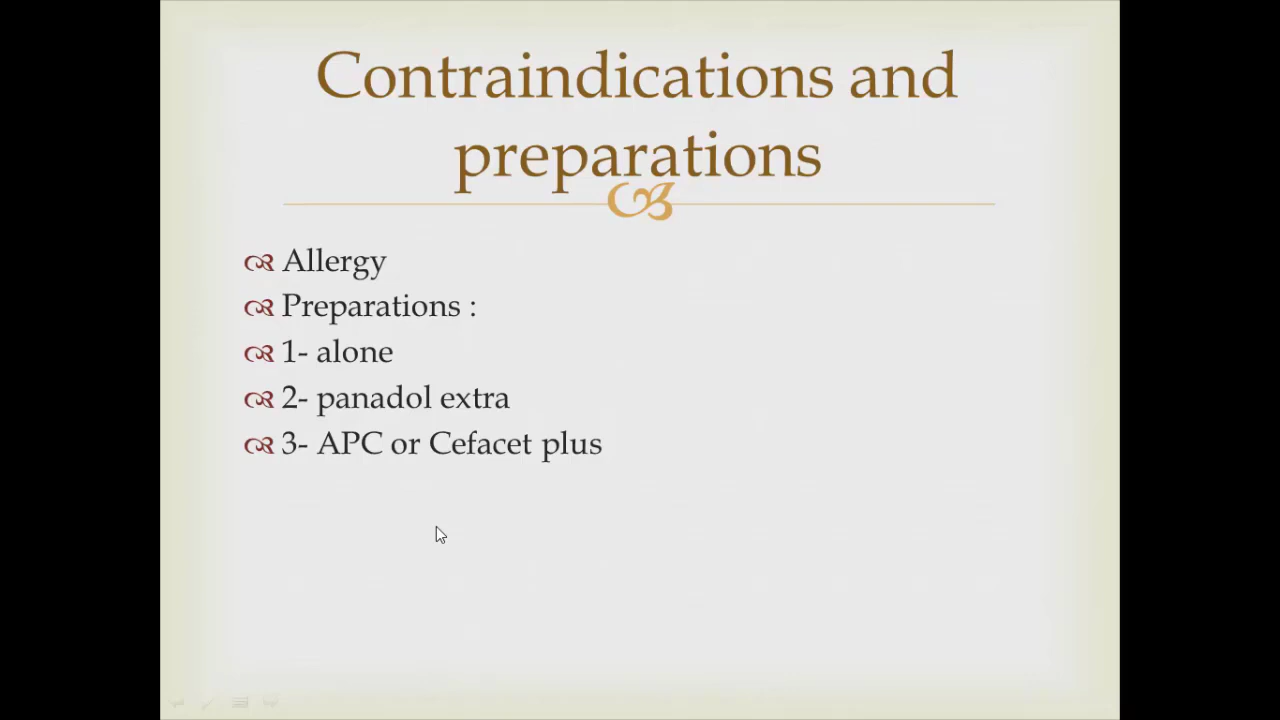 Contraindications and
preparations
Allergy
Preparations :
1- alone
2- panadol extra
3- APC or Cefacet plus